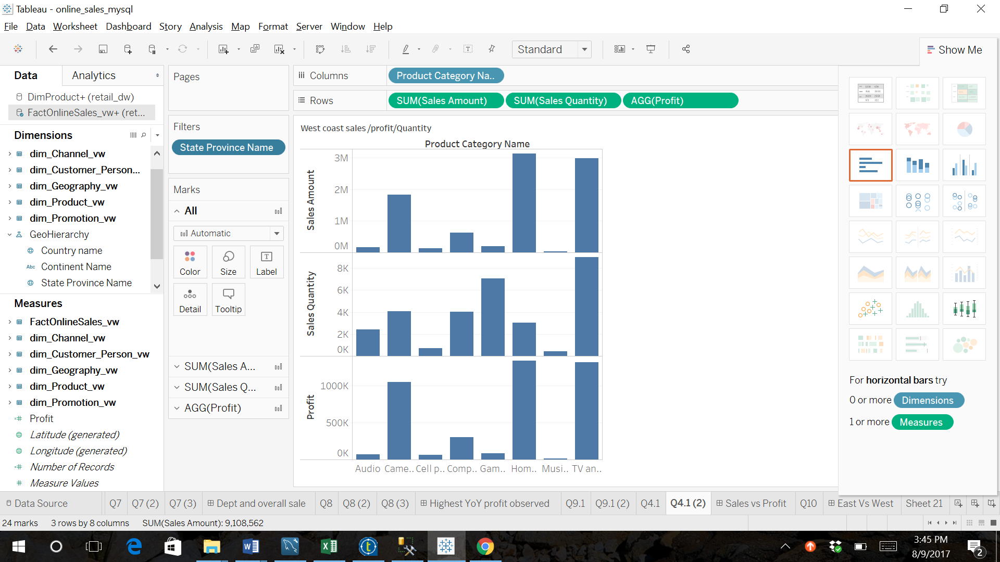 Tableau - online_sales_mysql
File Data Worksheet Dashboard Story Analysis Map Format Server Window Help
Standard
Show Me
Data Analytics
DimProduct+ (retail_dw)
FactOnlineSales_vw+ (ret...
Dimensions
dim_Channel_vw
dim_Customer_Person...
dim_Geography_vw
dim_Product_vw
dim_Promotion_vw
GeoHierarchy
Country name
Abc Continent Name
State Province Name
Measures
FactOnlineSales_vw
dim_Channel_vw
dim_Customer_Person_vw
dim_Geography_vw
dim_Product_vw
dim_Promotion_vw
Profit
Latitude (generated)
Longitude (generated)
Number of Records
Measure Values
Pages
Filters
State Province Name
Marks
All
Automatic
Color Size Label
Detail Tooltip
SUM(Sales A...
SUM(Sales Q...
AGG(Profit)
Columns Product Category Na..
Rows SUM(Sales Amount) SUM(Sales Quantity) AGG(Profit)
West coast sales /profit/Quantity
Product Category Name
Sales Amount
3M
2M
1M
0M
Sales Quantity
8K
6K
4K
2K
0K
Profit
1000K
500K
0K
Audio Came.. Cell p.. Comp.. Gam.. Hom.. Musi.. TV an..
For horizontal bars try
0 or more Dimensions
1 or more Measures
Data Source Q7 Q7 (2) Q7 (3) Dept and overall sale Q8 Q8 (2) Q8 (3) Highest YoY profit observed Q9.1 Q9.1 (2) Q4.1 Q4.1 (2) Sales vs Profit Q10 East Vs West Sheet 21
24 marks 3 rows by 8 columns SUM(Sales Amount): 9,108,562
3:45 PM
8/9/2017
2